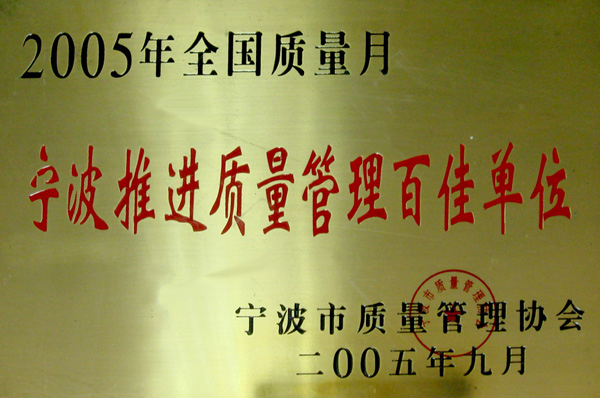 2005年全国质量月
宁波推进质量管理百佳单位
宁波市质量管理协会
二00五年九月